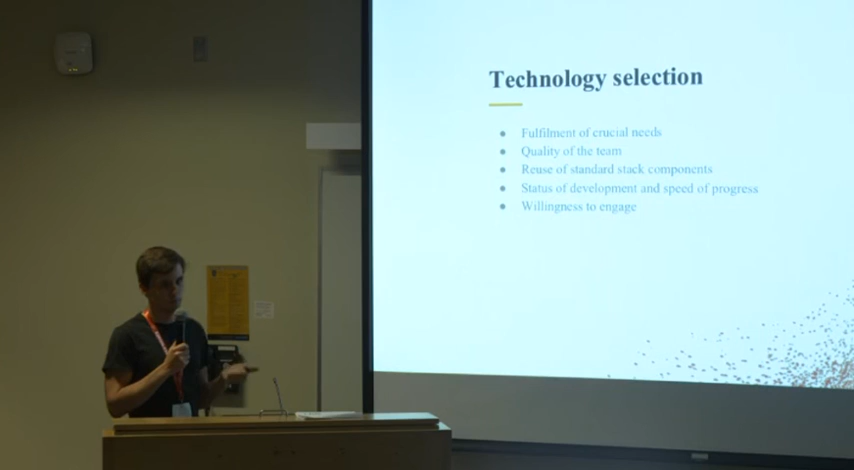 Technology selection
Fulfilment of crucial needs
Quality of the team
Reuse of standard stack components
Status of development and speed of progress
Willingness to engage